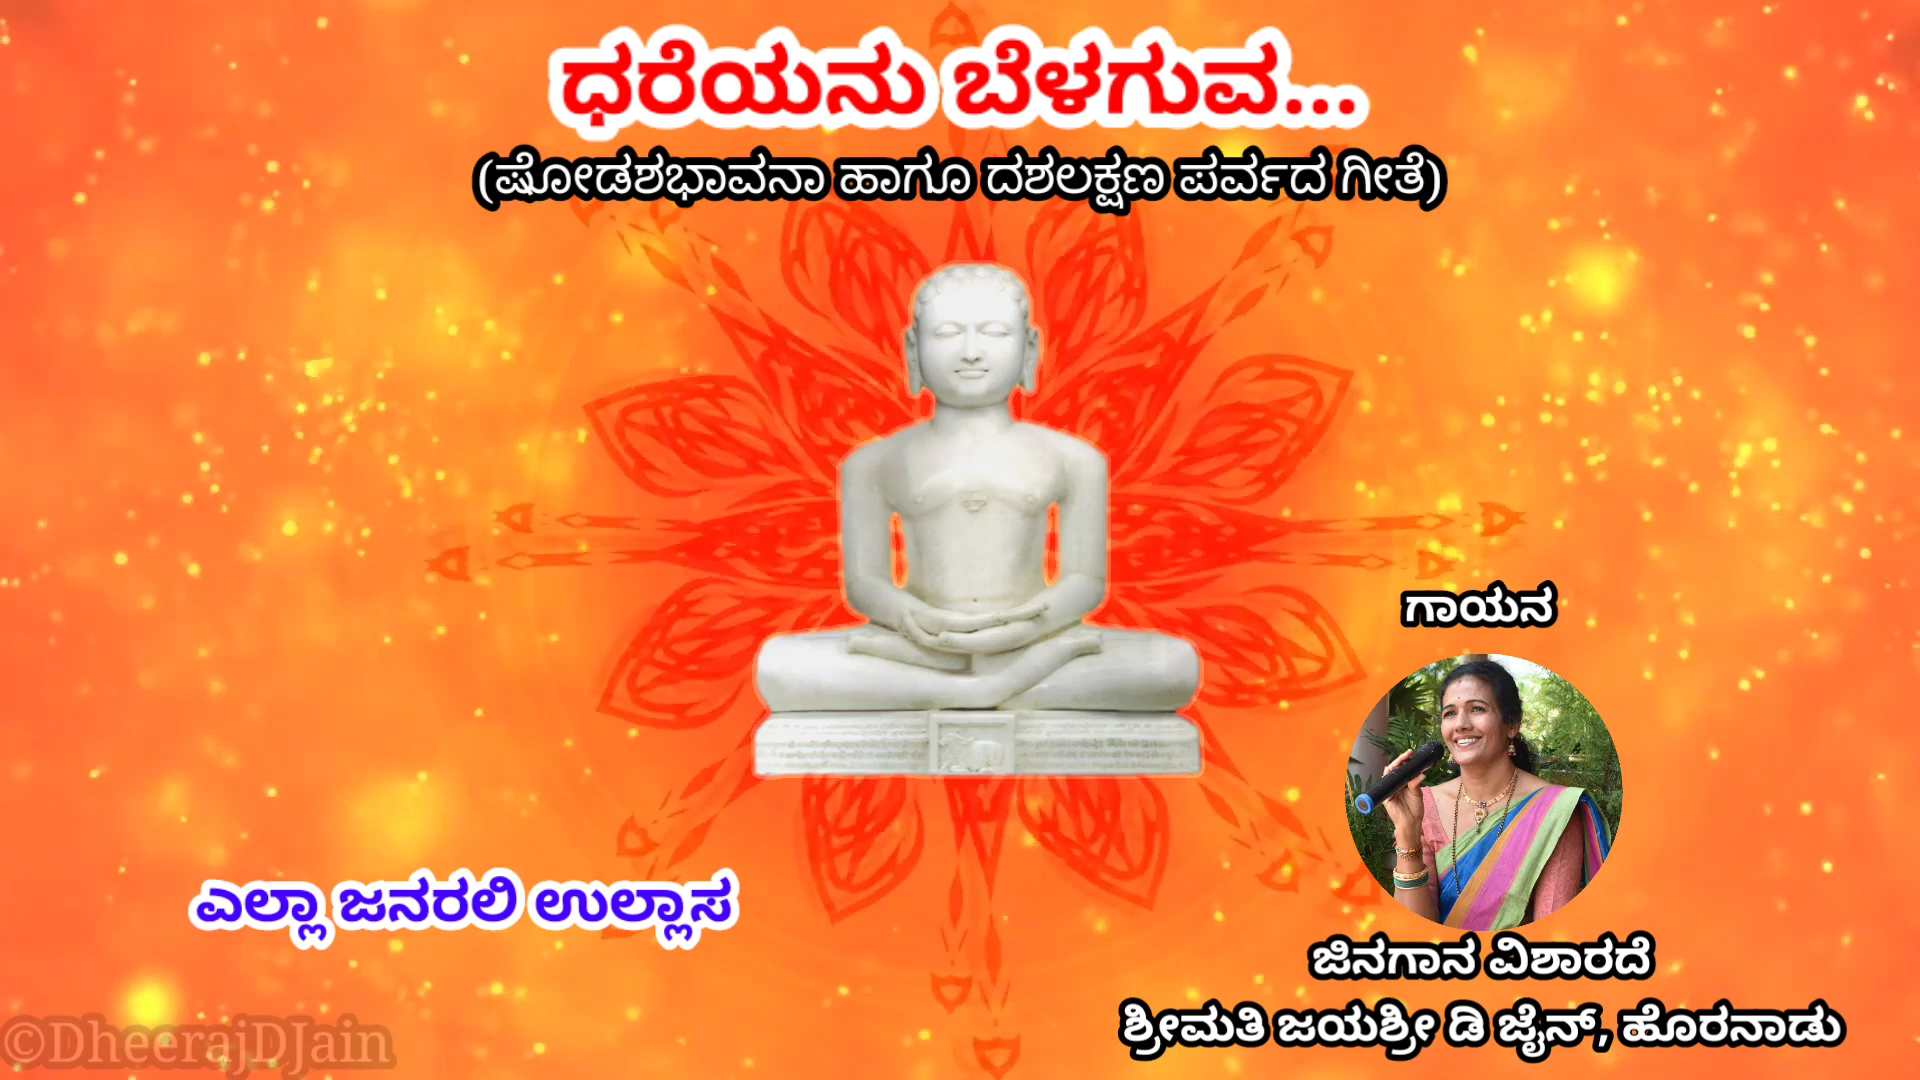 ಧರೆಯನು ಬೆಳಗುವ...
(ಷೋಡಶಭಾವನಾ ಹಾಗೂ ದಶಲಕ್ಷಣ ಪರ್ವದ ಗೀತೆ)
ಗಾಯನ
ಎಲ್ಲಾ ಜನರಲಿ ಉಲ್ಲಾಸ
ಜಿನಗಾನ ವಿಶಾರದೆ
ಶ್ರೀಮತಿ ಜಯಶ್ರೀ ಡಿ ಜೈನ್, ಹೊರನಾಡು
©DheerajDJain